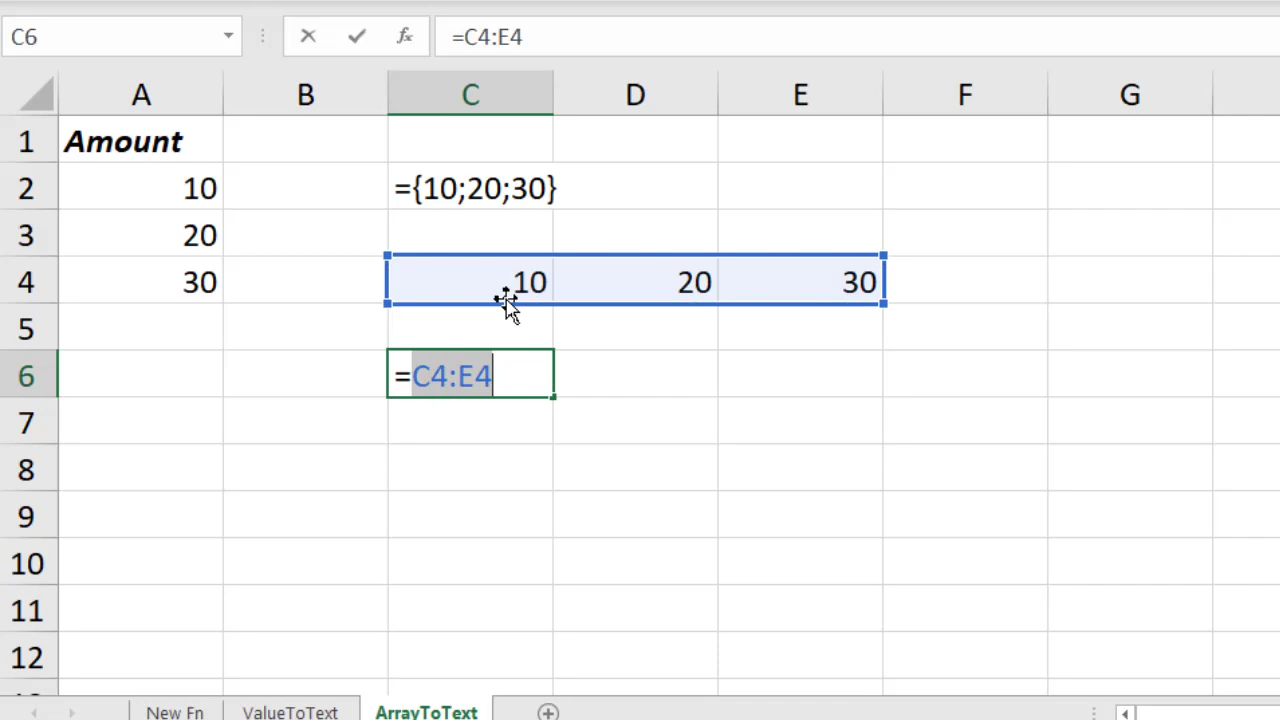 C6 fx =C4:E4
A B C D E F G
1 Amount
2 10 ={10;20;30}
3 20
4 30 10 20 30
5
6 =C4:E4
7
8
9
10
11
12
New Fn ValueToText ArrayToText